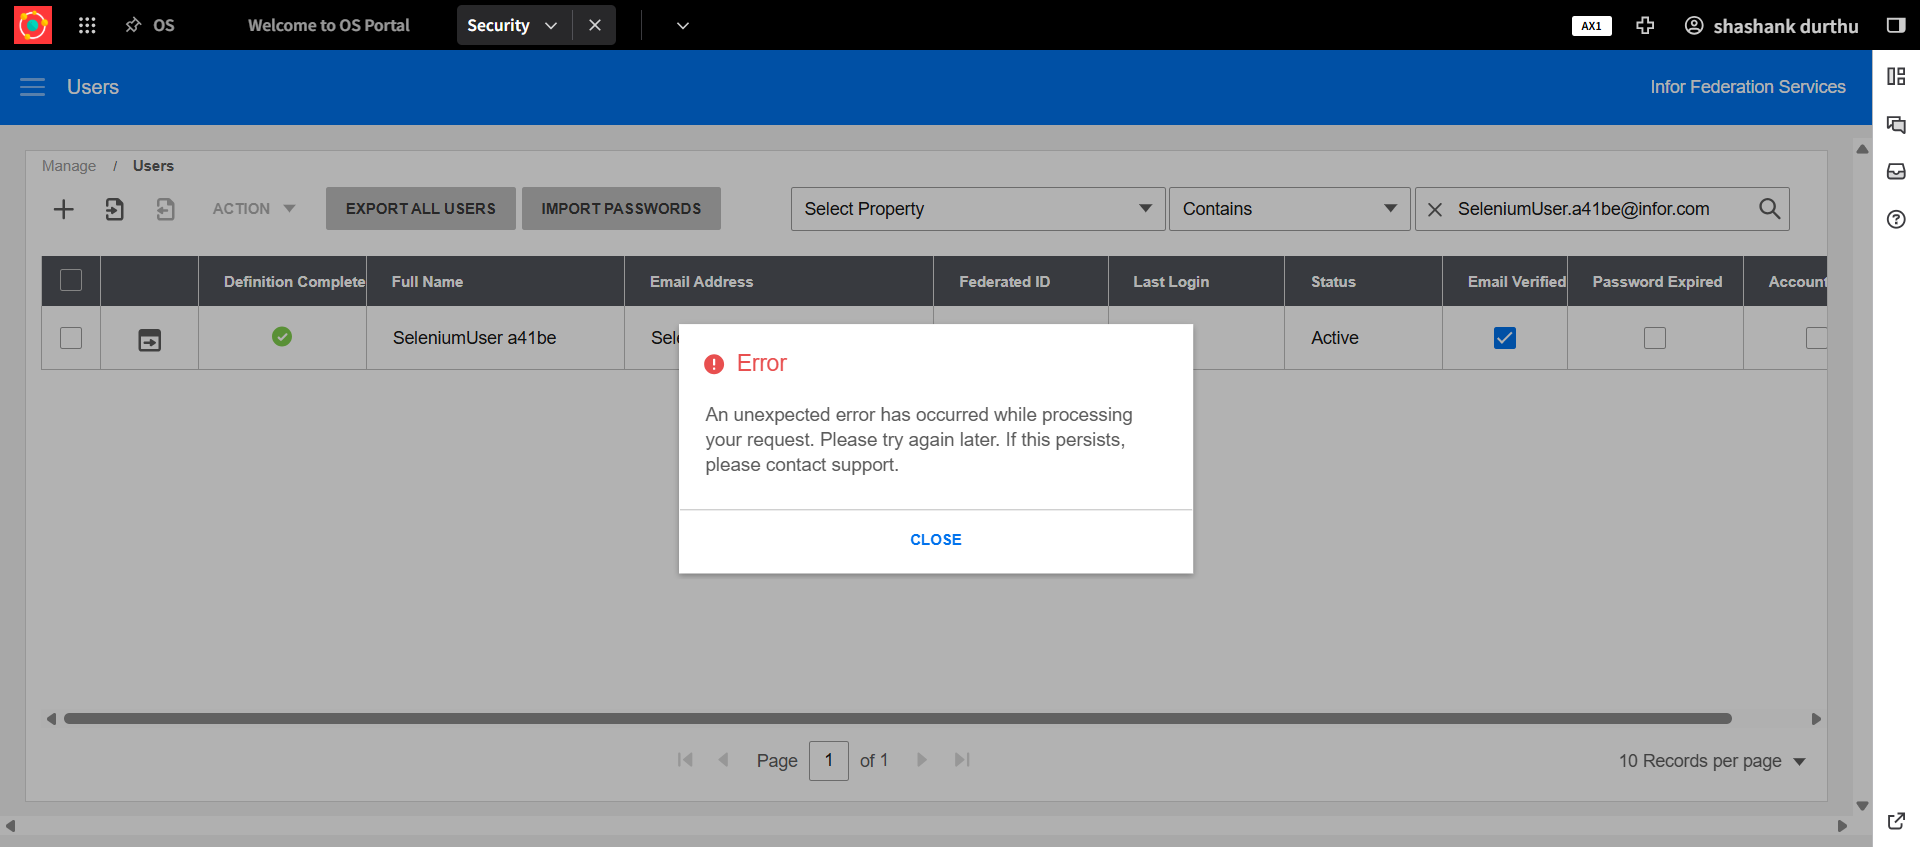 OS
Welcome to OS Portal
Security
AX1
shashank durthu
Users
Infor Federation Services
Manage / Users
ACTION
EXPORT ALL USERS
IMPORT PASSWORDS
Select Property
Contains
SeleniumUser.a41be@infor.com
Definition Complete
Full Name
Email Address
Federated ID
Last Login
Status
Email Verified
Password Expired
Account
SeleniumUser a41be
Sel
Active
Error
An unexpected error has occurred while processing
your request. Please try again later. If this persists,
please contact support.
CLOSE
Page 1 of 1
10 Records per page